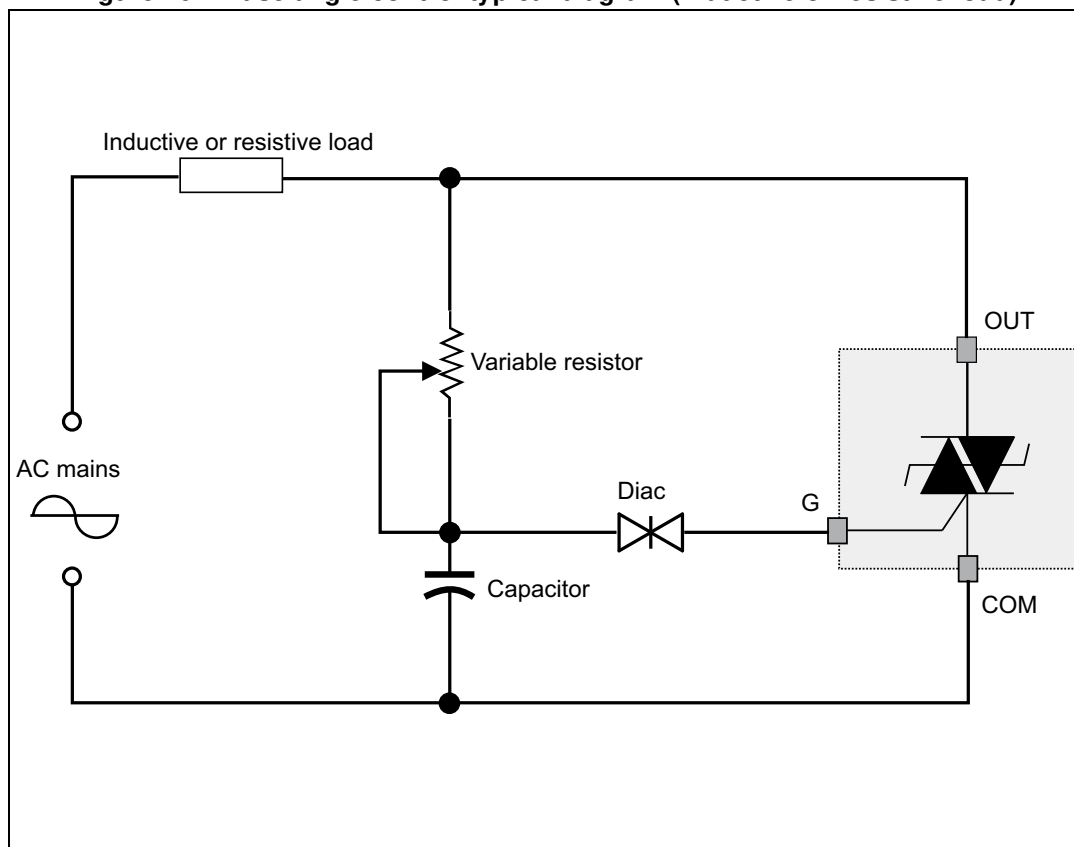 Inductive or resistive load
OUT
Variable resistor
AC mains
Diac
G
Capacitor
COM